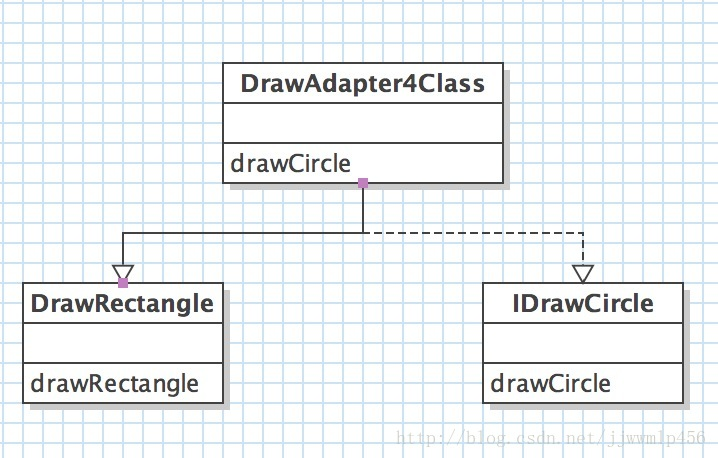 DrawAdapter4Class
drawCircle
DrawRectangle
drawRectangle
IDrawCircle
drawCircle
http://blog.csdn.net/jjwwmlp456